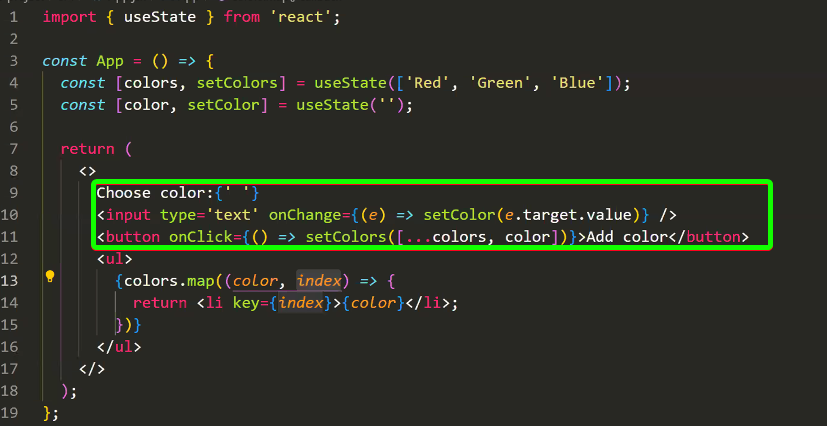 1 import { useState } from 'react';
2
3 const App = () => {
4 const [colors, setColors] = useState(['Red', 'Green', 'Blue']);
5 const [color, setColor] = useState('');
6
7 return (
8 <>
9 Choose color:{' '}
10 <input type='text' onChange={(e) => setColor(e.target.value)} />
11 <button onClick={() => setColors([...colors, color])}>Add color</button>
12 <ul>
13 {colors.map((color, index) => {
14 return <li key={index}>{color}</li>;
15 })}
16 </ul>
17 </>
18 );
19 };